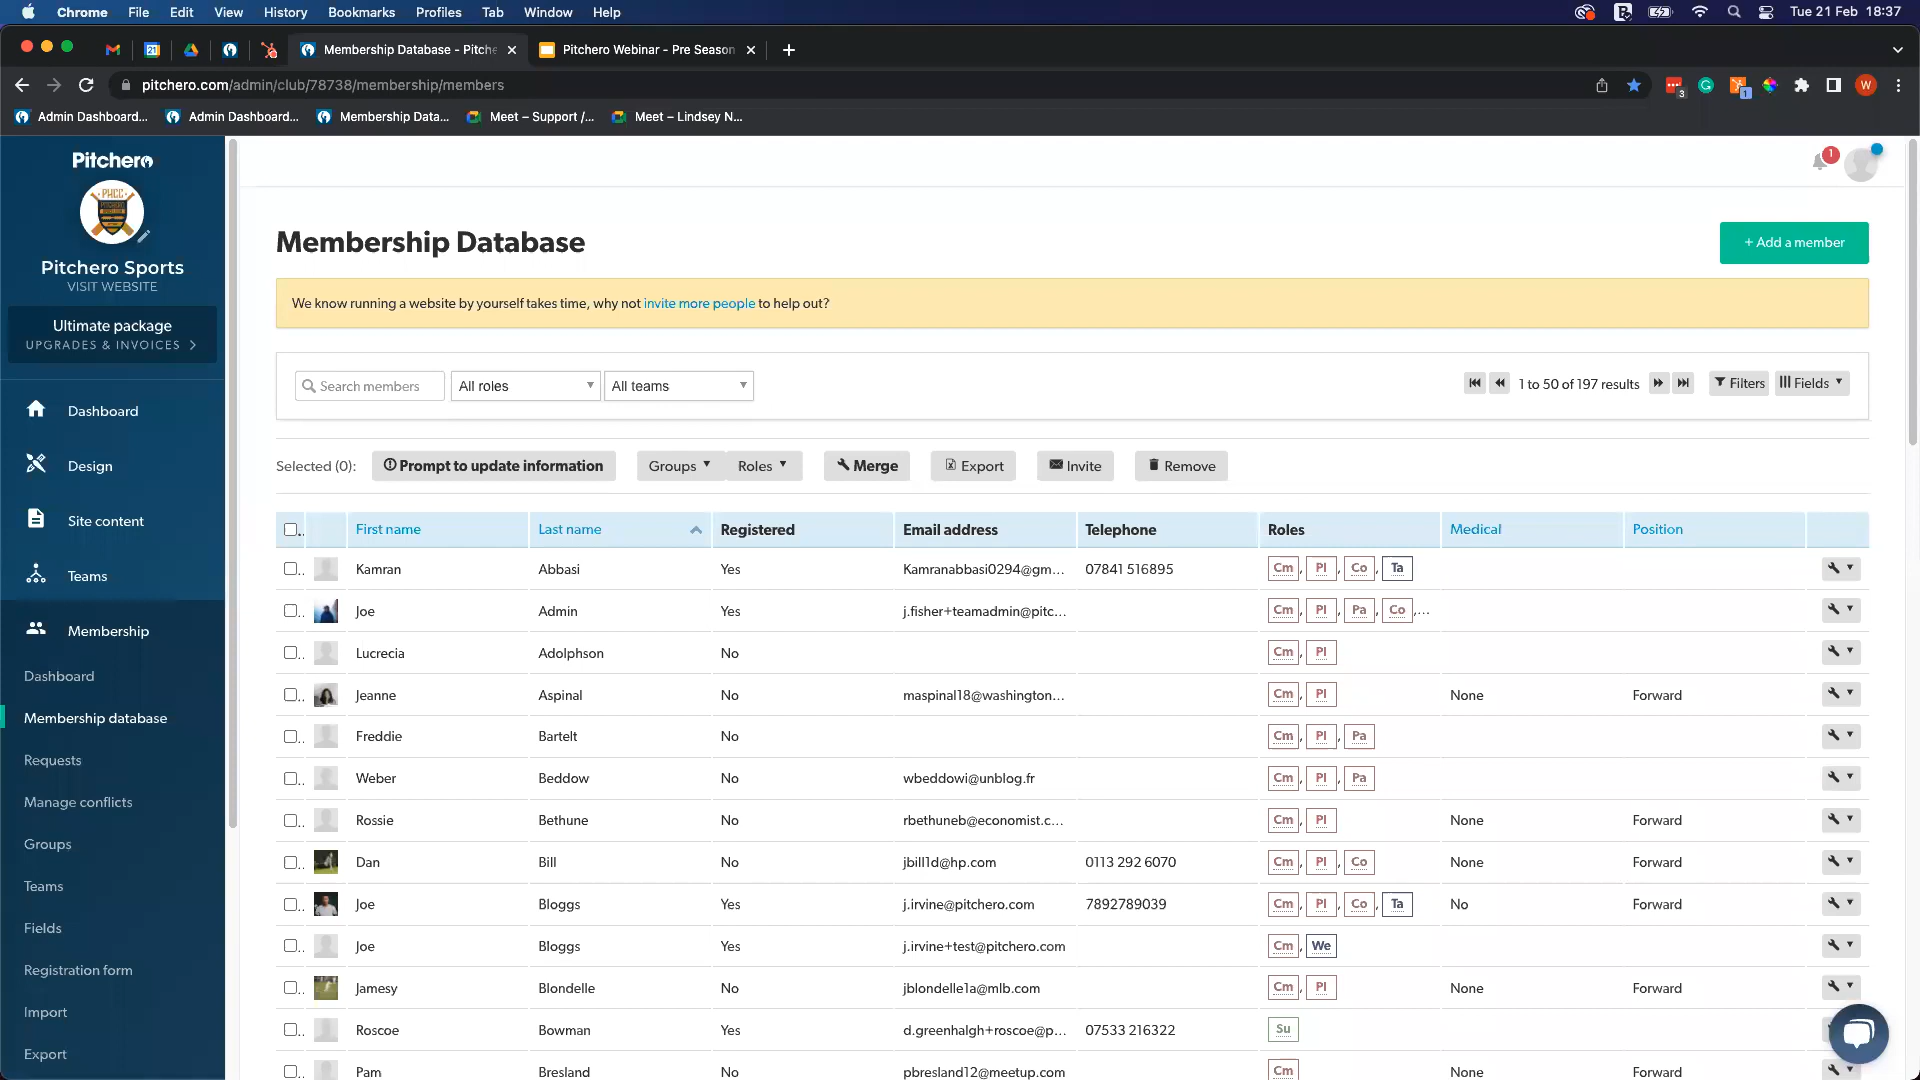 Chrome File Edit View History Bookmarks Profiles Tab Window Help Tue 21 Feb 18:37
Membership Database - Pitche Pitchero Webinar - Pre Season
pitchero.com/admin/club/78738/membership/members
Admin Dashboard... Admin Dashboard... Membership Data... Meet – Support /... Meet – Lindsey N...
Pitchero
Pitchero Sports
VISIT WEBSITE
Ultimate package
UPGRADES & INVOICES
Dashboard
Design
Site content
Teams
Membership
Dashboard
Membership database
Requests
Manage conflicts
Groups
Teams
Fields
Registration form
Import
Export
1
Membership Database
+ Add a member
We know running a website by yourself takes time, why not invite more people to help out?
Search members All roles All teams 1 to 50 of 197 results Filters Fields
Selected (0): Prompt to update information Groups Roles Merge Export Invite Remove
First name Last name Registered Email address Telephone Roles Medical Position
Kamran Abbasi Yes Kamranabbasi0294@gm... 07841 516895 Cm, Pl, Co, Ta
Joe Admin Yes j.fisher+teamadmin@pitc... Cm, Pl, Pa, Co,...
Lucrecia Adolphson No Cm, Pl
Jeanne Aspinal No maspinal18@washington... Cm, Pl None Forward
Freddie Bartelt No Cm, Pl, Pa
Weber Beddow No wbeddowi@unblog.fr Cm, Pl, Pa
Rossie Bethune No rbethuneb@economist.c... Cm, Pl None Forward
Dan Bill No jbill1d@hp.com 0113 292 6070 Cm, Pl, Co None Forward
Joe Bloggs Yes j.irvine@pitchero.com 7892789039 Cm, Pl, Co, Ta No Forward
Joe Bloggs Yes j.irvine+test@pitchero.com Cm, We
Jamesy Blondelle No jblondelle1a@mlb.com Cm, Pl None Forward
Roscoe Bowman Yes d.greenhalgh+roscoe@p... 07533 216322 Su
Pam Bresland No pbresland12@meetup.com Cm None Forward